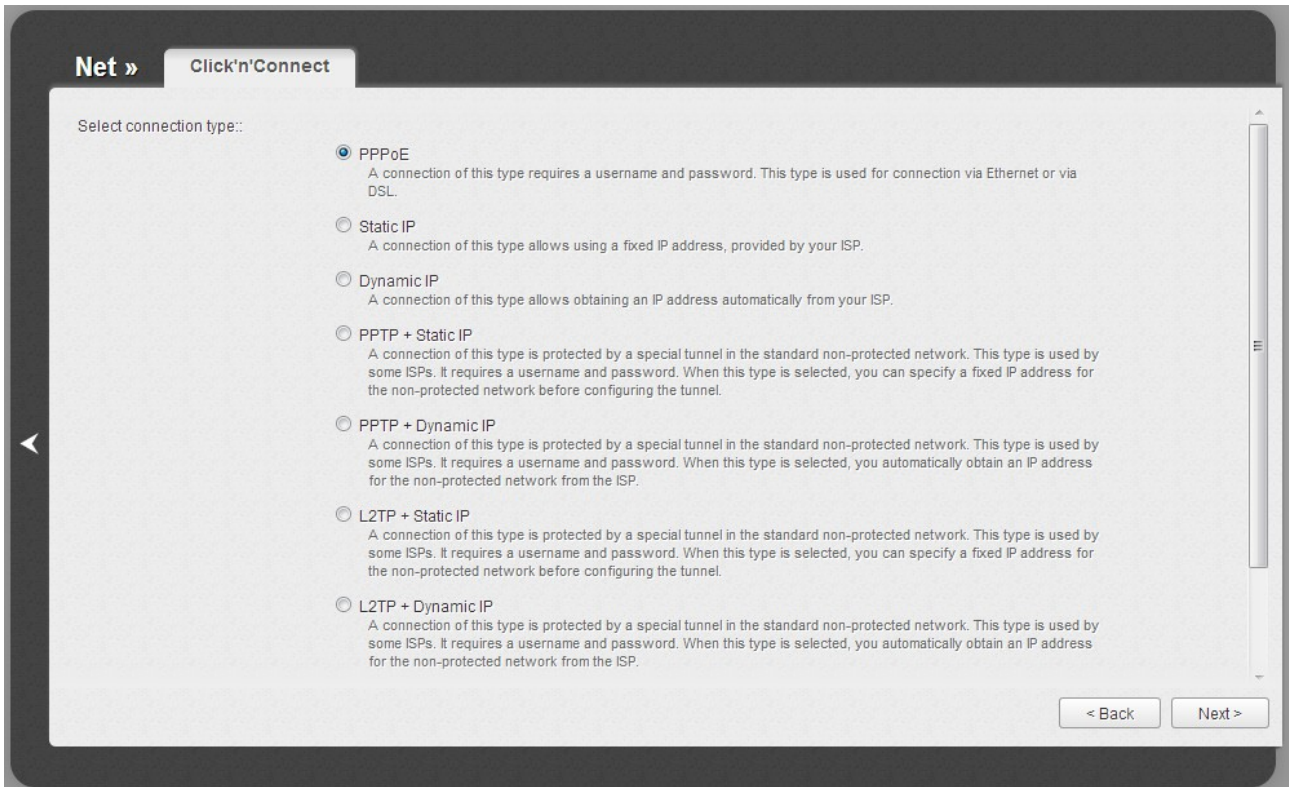 Net »
Click'n'Connect
Select connection type::
PPPoE
A connection of this type requires a username and password. This type is used for connection via Ethernet or via
DSL.
Static IP
A connection of this type allows using a fixed IP address, provided by your ISP.
Dynamic IP
A connection of this type allows obtaining an IP address automatically from your ISP.
PPTP + Static IP
A connection of this type is protected by a special tunnel in the standard non-protected network. This type is used by
some ISPs. It requires a username and password. When this type is selected, you can specify a fixed IP address for
the non-protected network before configuring the tunnel.
PPTP + Dynamic IP
A connection of this type is protected by a special tunnel in the standard non-protected network. This type is used by
some ISPs. It requires a username and password. When this type is selected, you automatically obtain an IP address
for the non-protected network from the ISP.
L2TP + Static IP
A connection of this type is protected by a special tunnel in the standard non-protected network. This type is used by
some ISPs. It requires a username and password. When this type is selected, you can specify a fixed IP address for
the non-protected network before configuring the tunnel.
L2TP + Dynamic IP
A connection of this type is protected by a special tunnel in the standard non-protected network. This type is used by
some ISPs. It requires a username and password. When this type is selected, you automatically obtain an IP address
for the non-protected network from the ISP.
< Back
Next >